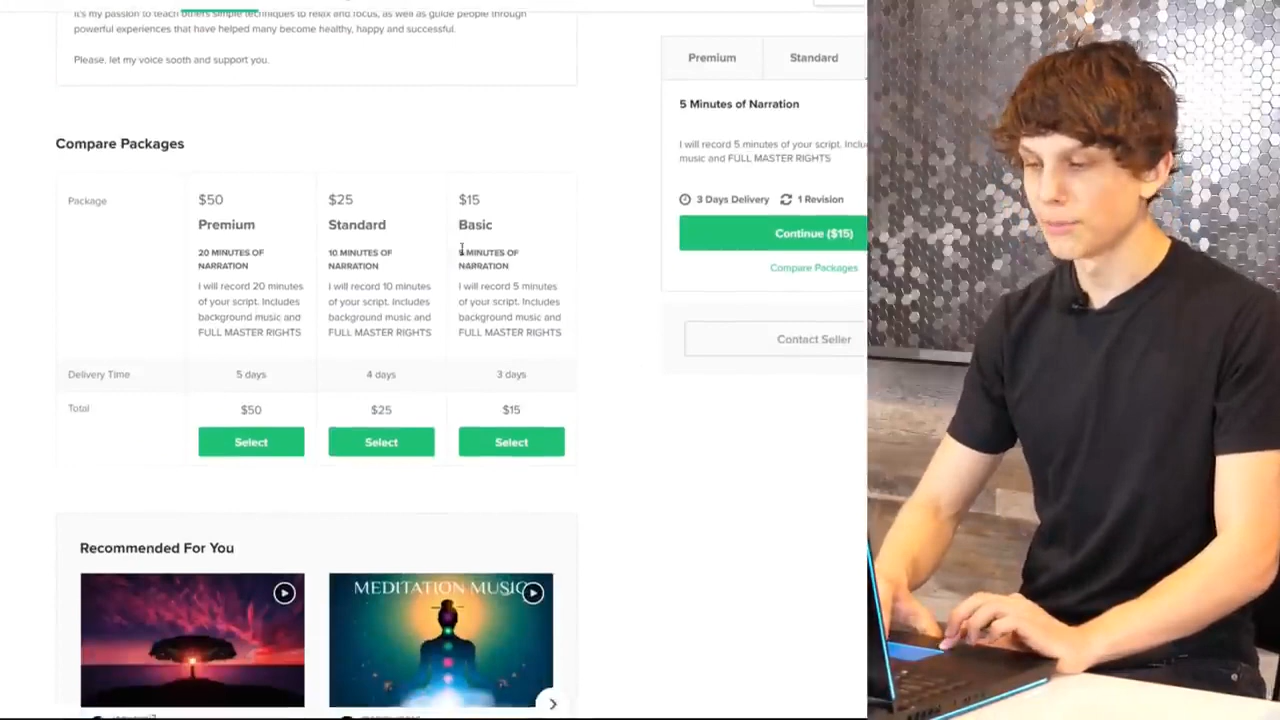 It's my passion to teach others simple techniques to relax and focus, as well as guide people through
powerful experiences that have helped many become healthy, happy and successful.
Please, let my voice sooth and support you.
Premium Standard
5 Minutes of Narration
I will record 5 minutes of your script.
music and FULL MASTER RIGHTS
3 Days Delivery 1 Revision
Continue ($15)
Compare Packages
Contact Seller
Compare Packages
Package $50 $25 $15
Premium Standard Basic
20 MINUTES OF 10 MINUTES OF MINUTES OF
NARRATION NARRATION NARRATION
I will record 20 minutes I will record 10 minutes I will record 5 minutes
of your script. Includes of your script. Includes of your script. Includes
background music and background music and background music and
FULL MASTER RIGHTS FULL MASTER RIGHTS FULL MASTER RIGHTS
Delivery Time 5 days 4 days 3 days
Total $50 $25 $15
Select Select Select
Recommended For You
MEDITATION MUSIC